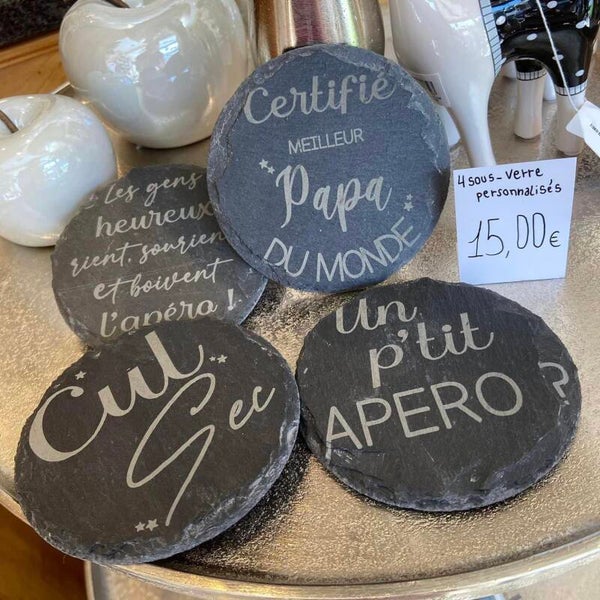 Certifié
MEILLEUR
Papa
DU MONDE
Les gens
heureux
rient, sourient
et boivent
l'apéro !
4 sous-verre
personnalisés
15,00€
Cul
Sec
Un
p'tit
APERO ?